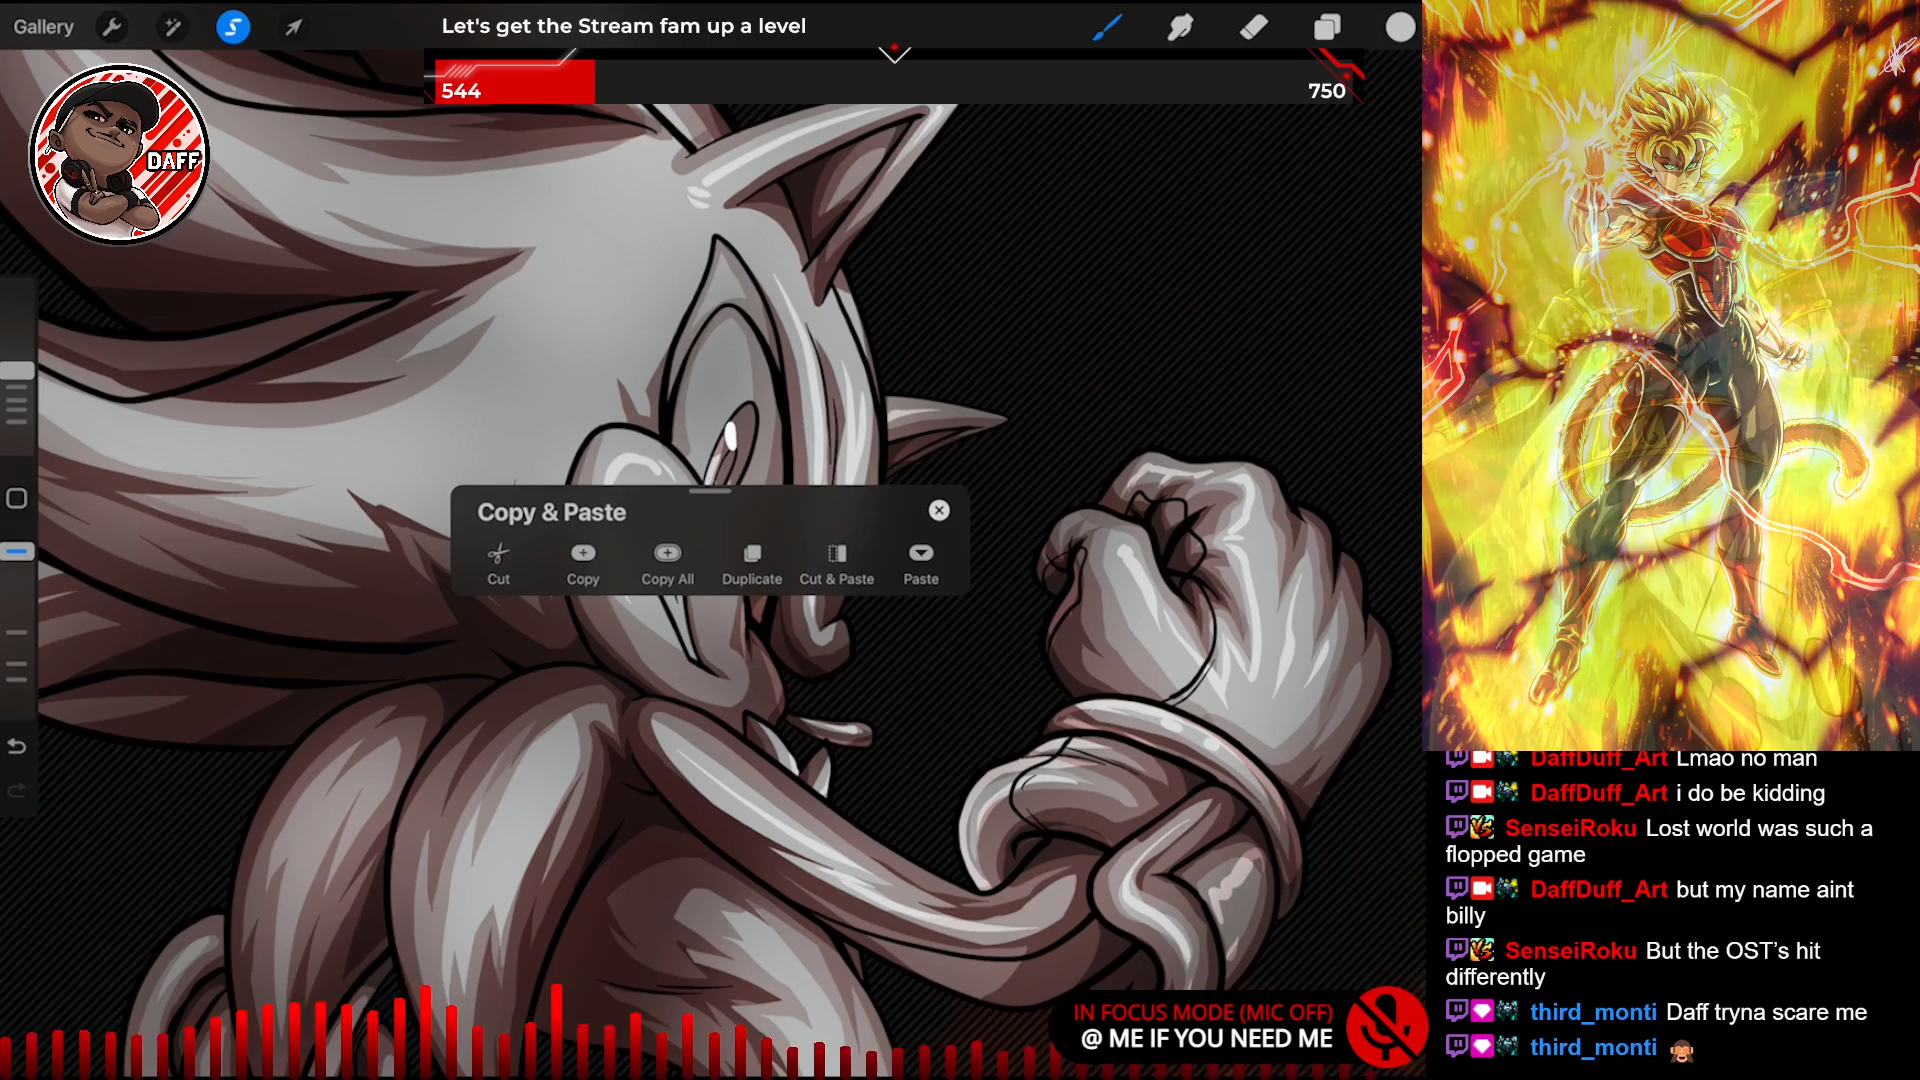 Gallery
Let's get the Stream fam up a level
544
750
DAFF
Copy & Paste
Cut
Copy
Copy All
Duplicate
Cut & Paste
Paste
IN FOCUS MODE (MIC OFF)
@ ME IF YOU NEED ME
DaffDuff_Art Lmao no man
DaffDuff_Art i do be kidding
SenseiRoku Lost world was such a
flopped game
DaffDuff_Art but my name aint
billy
SenseiRoku But the OST's hit
differently
third_monti Daff tryna scare me
third_monti 🙈